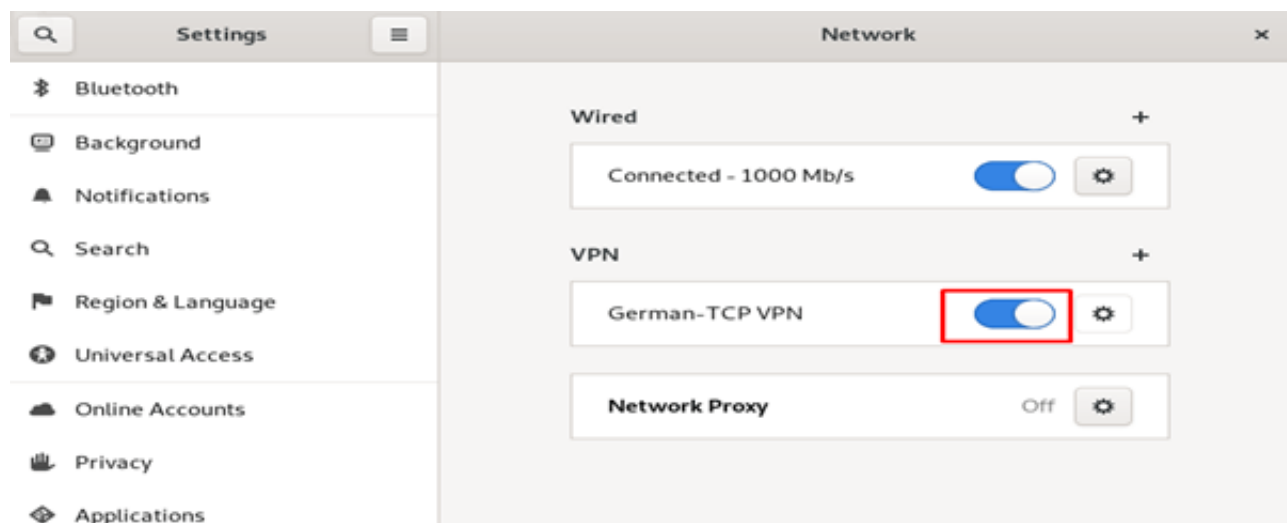 Settings
Network
Bluetooth
Background
Notifications
Search
Region & Language
Universal Access
Online Accounts
Privacy
Applications
Wired
Connected - 1000 Mb/s
VPN
German-TCP VPN
Network Proxy Off